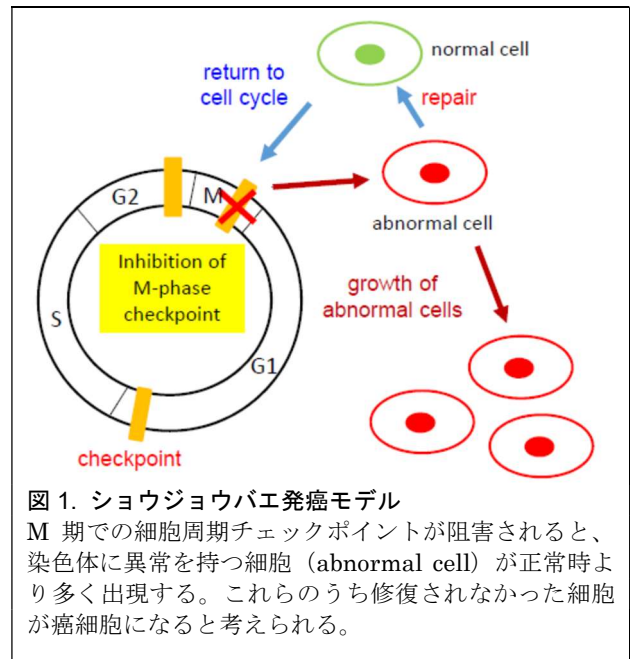 normal cell
return to
cell cycle
repair
G2
M
abnormal cell
Inhibition of
M-phase
checkpoint
growth of
abnormal cells
S
G1
checkpoint
図 1. ショウジョウバエ発癌モデル
M 期での細胞周期チェックポイントが阻害されると、
染色体に異常を持つ細胞（abnormal cell）が正常時よ
り多く出現する。これらのうち修復されなかった細胞
が癌細胞になると考えられる。